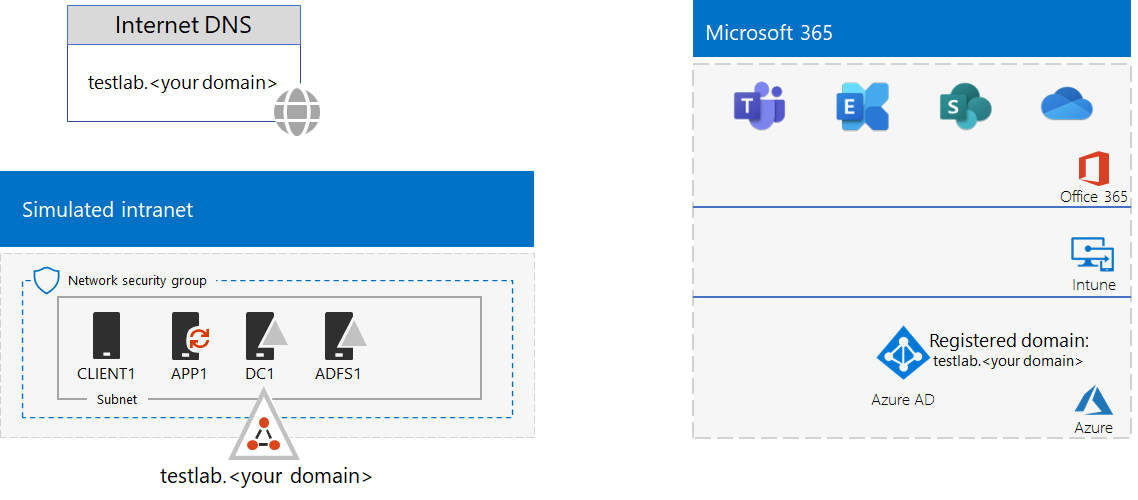 Internet DNS
testlab.<your domain>
Simulated intranet
Network security group
CLIENT1
APP1
DC1
ADFS1
Subnet
testlab.<your domain>
Microsoft 365
T
E
S
Office 365
Intune
Registered domain:
testlab.<your domain>
Azure AD
Azure